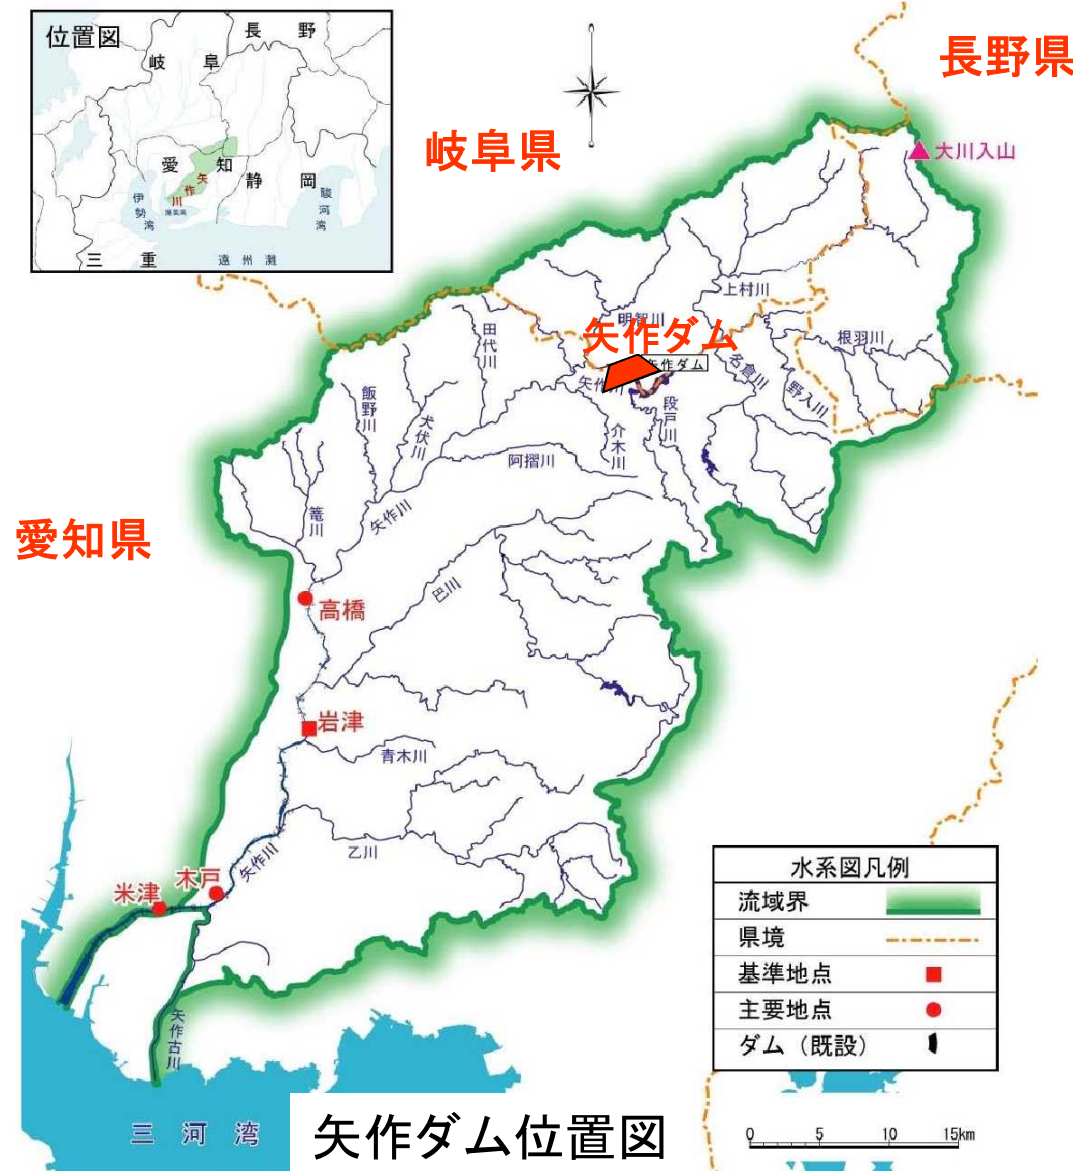 位置図
長野
岐阜
愛知
矢作川
静岡
伊勢湾
駿河湾
三重
遠州灘
長野県
岐阜県
大川入山
上村川
明智川
矢作ダム
矢作ダム
矢作川
根羽川
名倉川
野入川
田代川
飯野川
犬伏川
段戸川
介木川
阿摺川
矢作川
篭川
愛知県
高橋
巴川
岩津
青木川
乙川
矢作川
木戸
米津
矢作古川
三河湾
水系図凡例
流域界
県境
基準地点
主要地点
ダム（既設）
0 5 10 15km
矢作ダム位置図